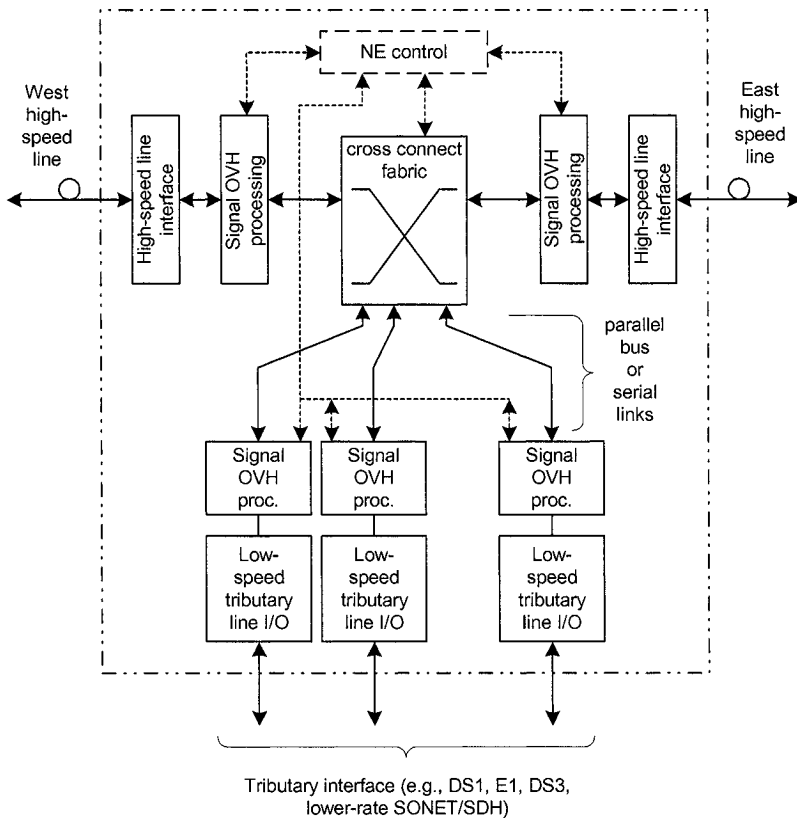 NE control
West
high-
speed
line
East
high-
speed
line
High-speed line
interface
Signal OVH
processing
cross connect
fabric
Signal OVH
processing
High-speed line
interface
parallel
bus
or
serial
links
Signal
OVH
proc.
Signal
OVH
proc.
Signal
OVH
proc.
Low-
speed
tributary
line I/O
Low-
speed
tributary
line I/O
Low-
speed
tributary
line I/O
Tributary interface (e.g., DS1, E1, DS3,
lower-rate SONET/SDH)